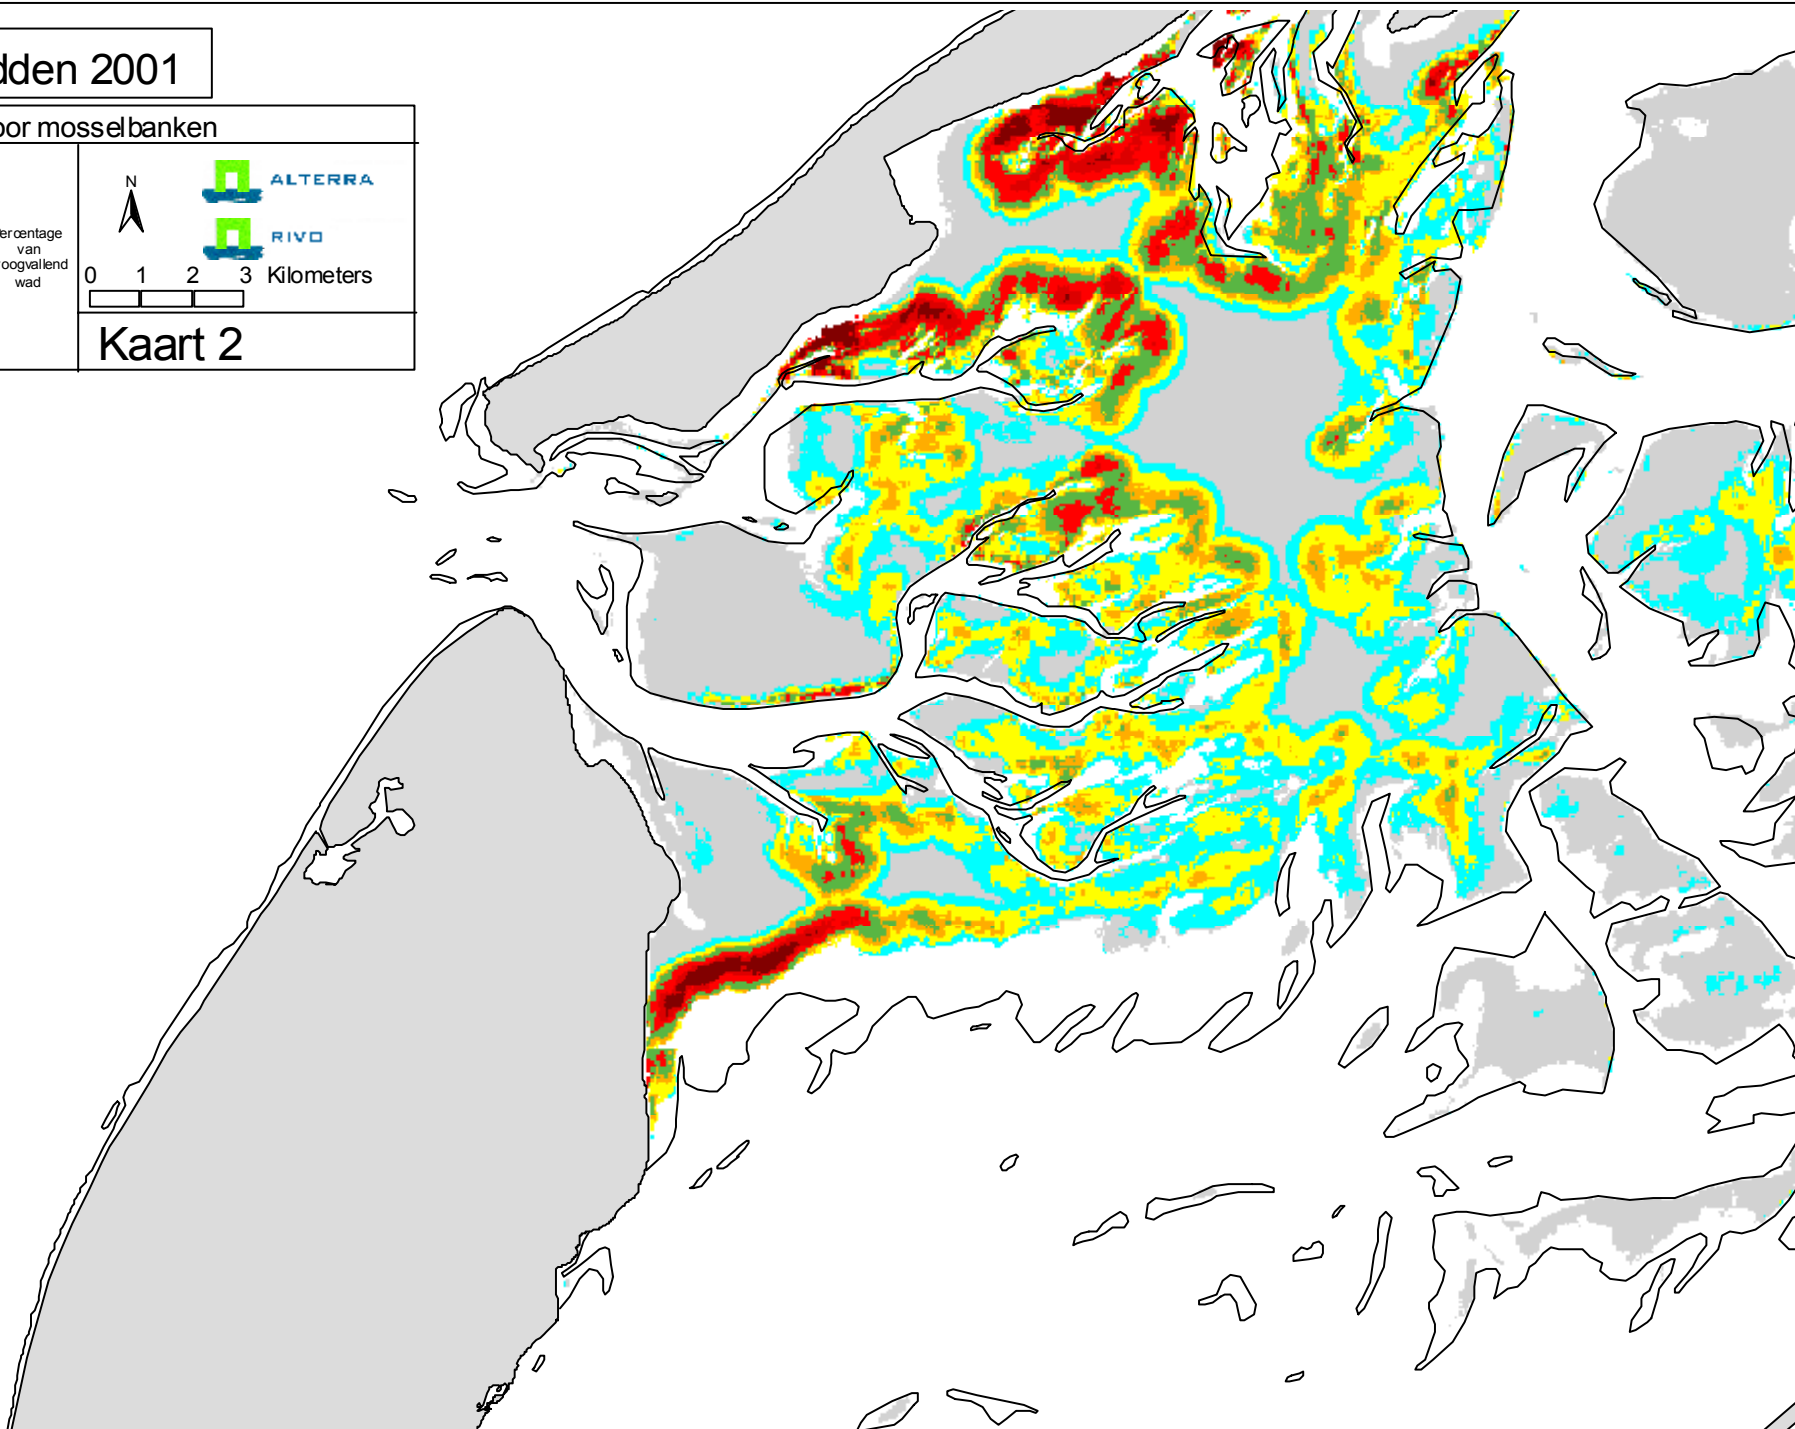 dden 2001
oor mosselbanken
N
ALTERRA
RIVO
ercentage
van
oogvallend
wad
0 1 2 3 Kilometers
Kaart 2